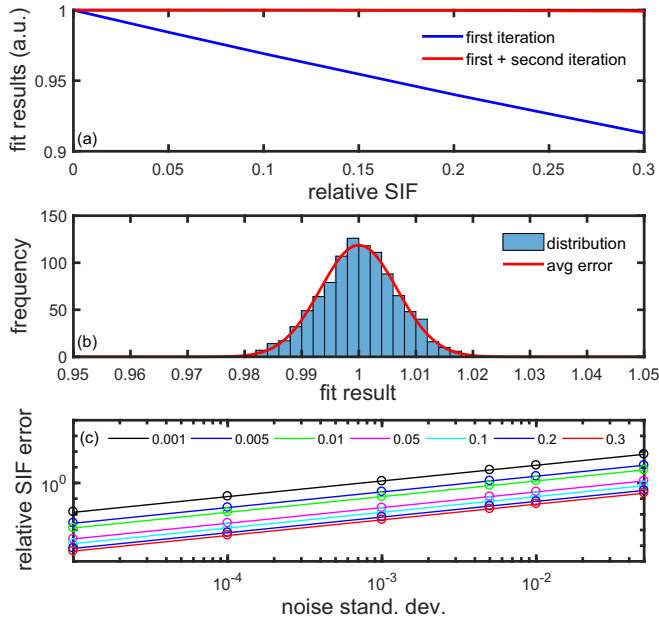 fit results (a.u.)
1
0.95
0.9
first iteration
first + second iteration
(a)
0 0.05 0.1 0.15 0.2 0.25 0.3
relative SIF
frequency
150
100
50
0
distribution
avg error
(b)
0.95 0.96 0.97 0.98 0.99 1 1.01 1.02 1.03 1.04 1.05
fit result
relative SIF error
(c) 0.001 0.005 0.01 0.05 0.1 0.2 0.3
10^0
10^-4 10^-3 10^-2
noise stand. dev.